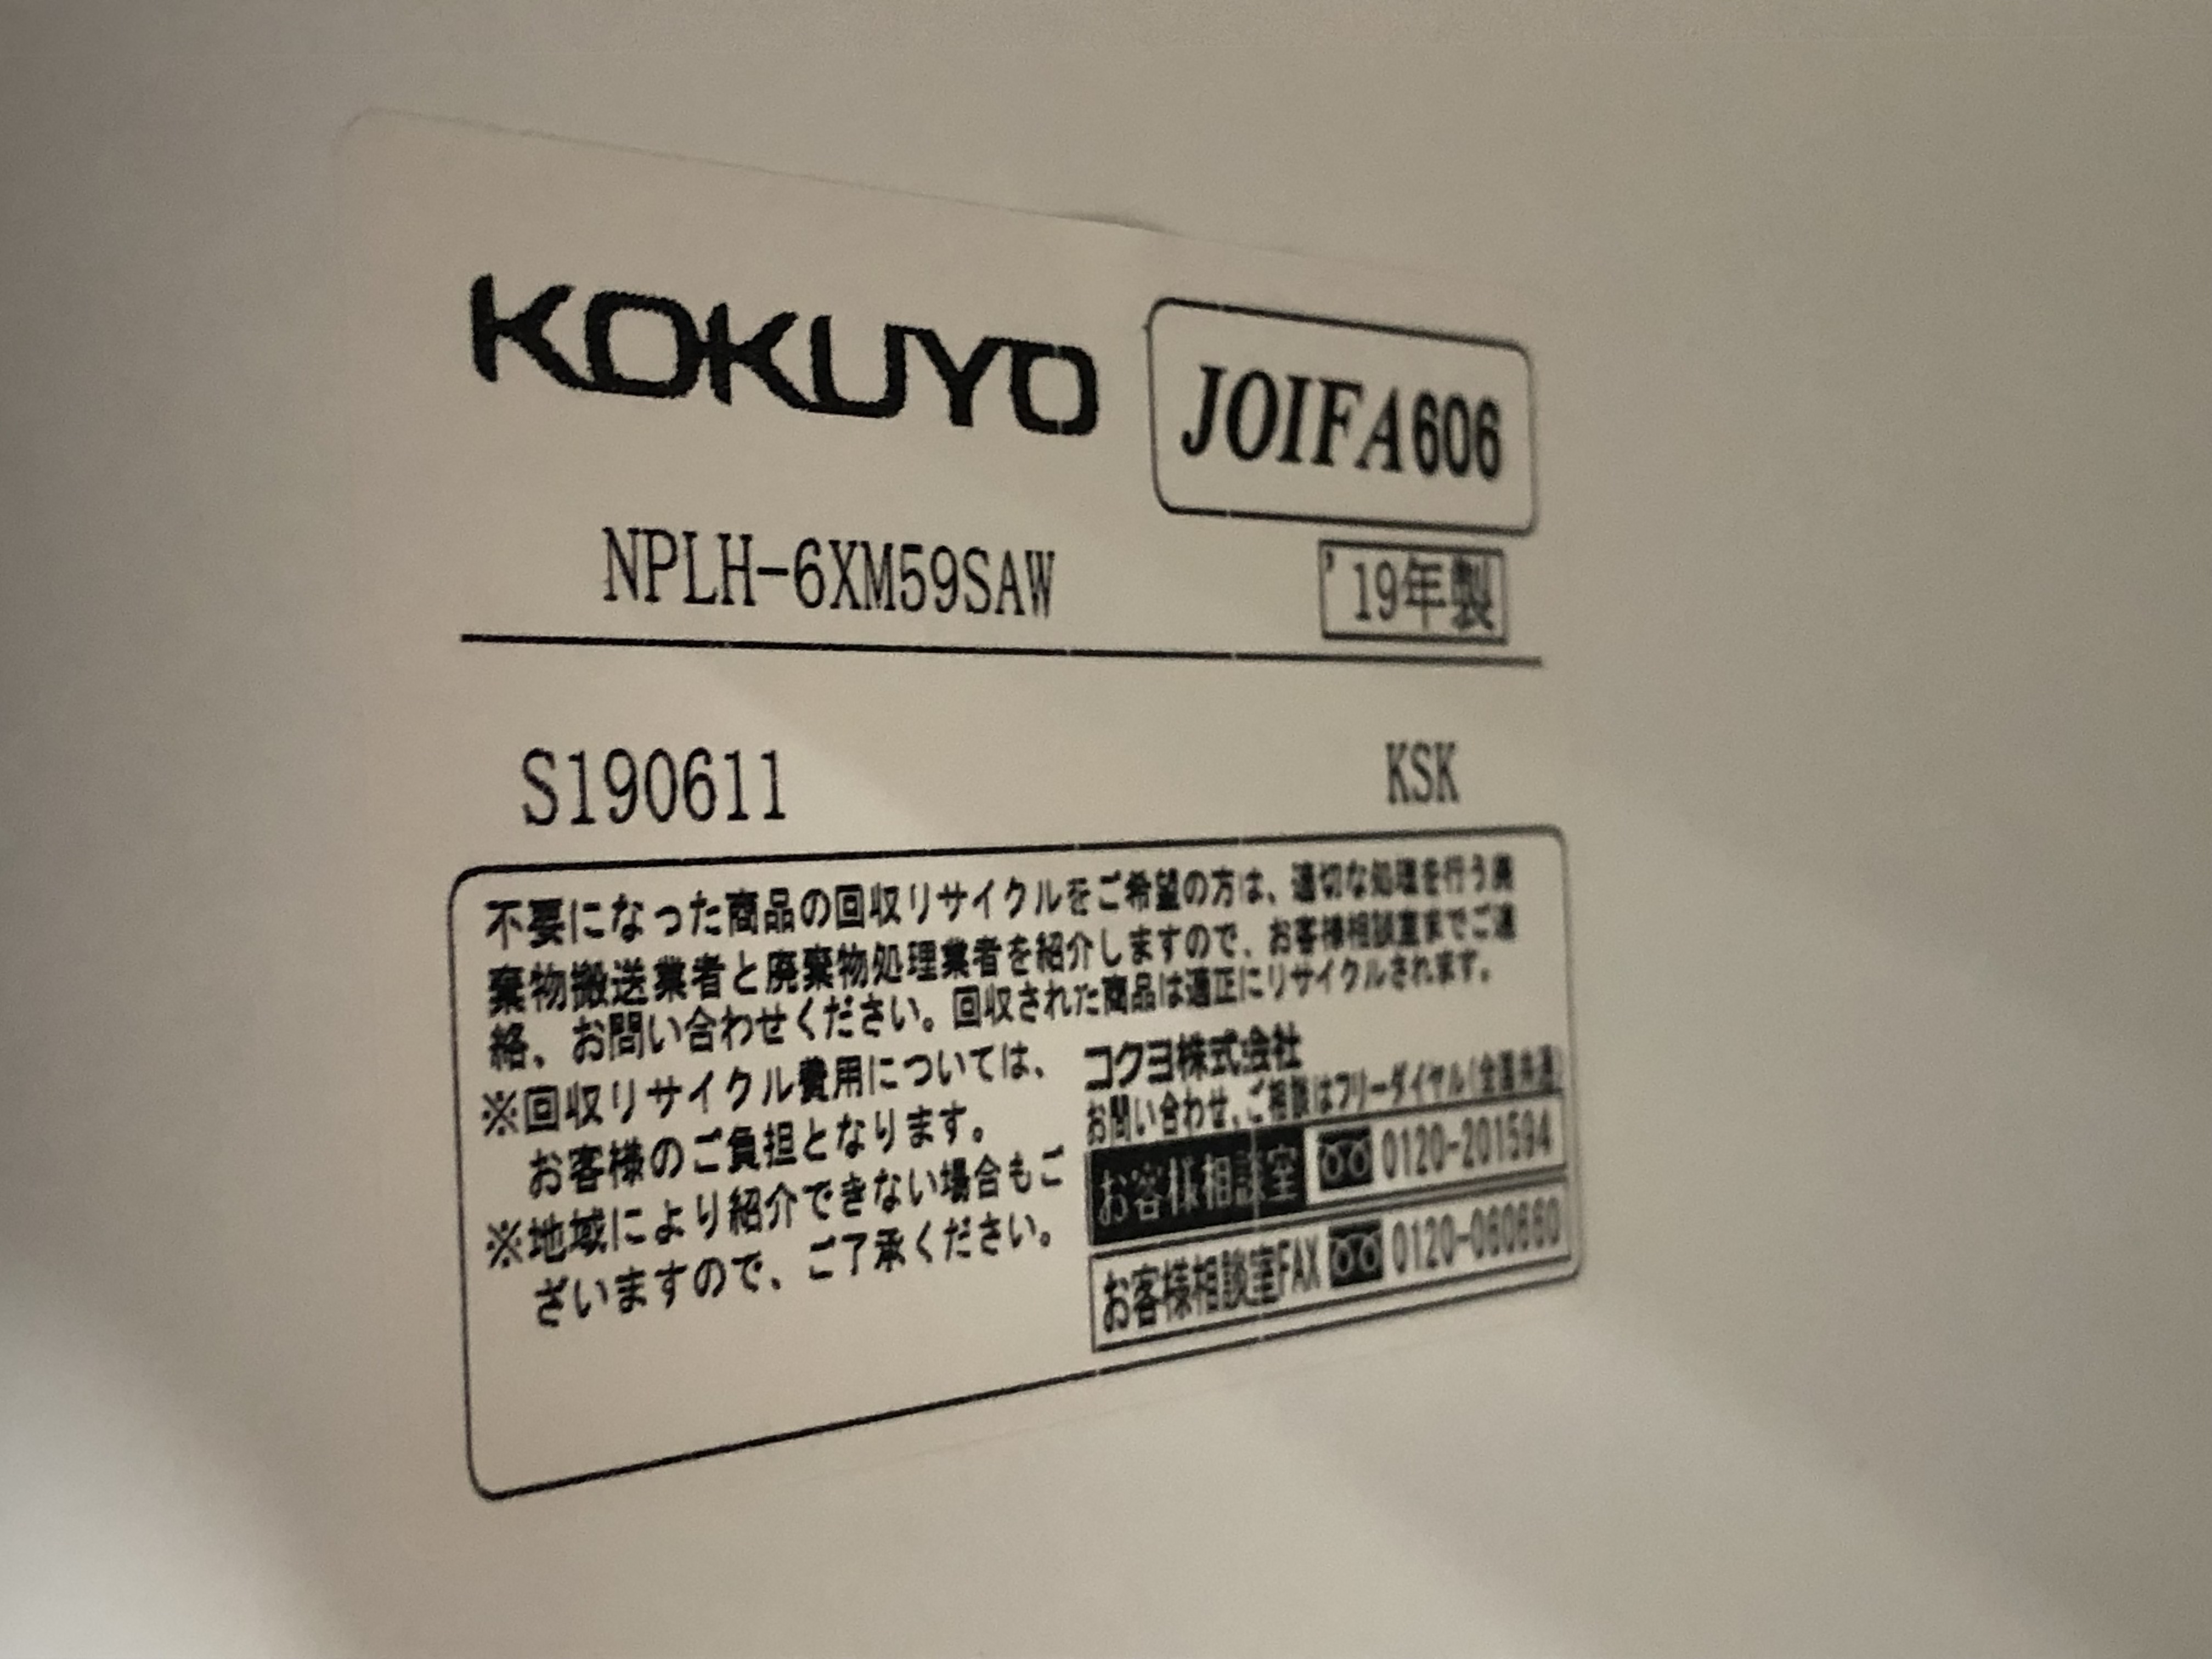 KOKUYO
JOIFA606
NPLH-6XM59SAW
'19年製
S190611
KSK
不要になった商品の回収リサイクルをご希望の方は、適切な処理を行う廃
棄物搬送業者と廃棄物処理業者を紹介しますので、お客様相談室までご連
絡、お問い合わせください。回収された商品は適正にリサイクルされます。
※回収リサイクル費用については、
お客様のご負担となります。
※地域により紹介できない場合もご
ざいますので、ご了承ください。
コクヨ株式会社
お問い合わせ、ご相談はフリーダイヤル(全国共通)
お客様相談室 0120-201594
お客様相談室FAX 0120-060660